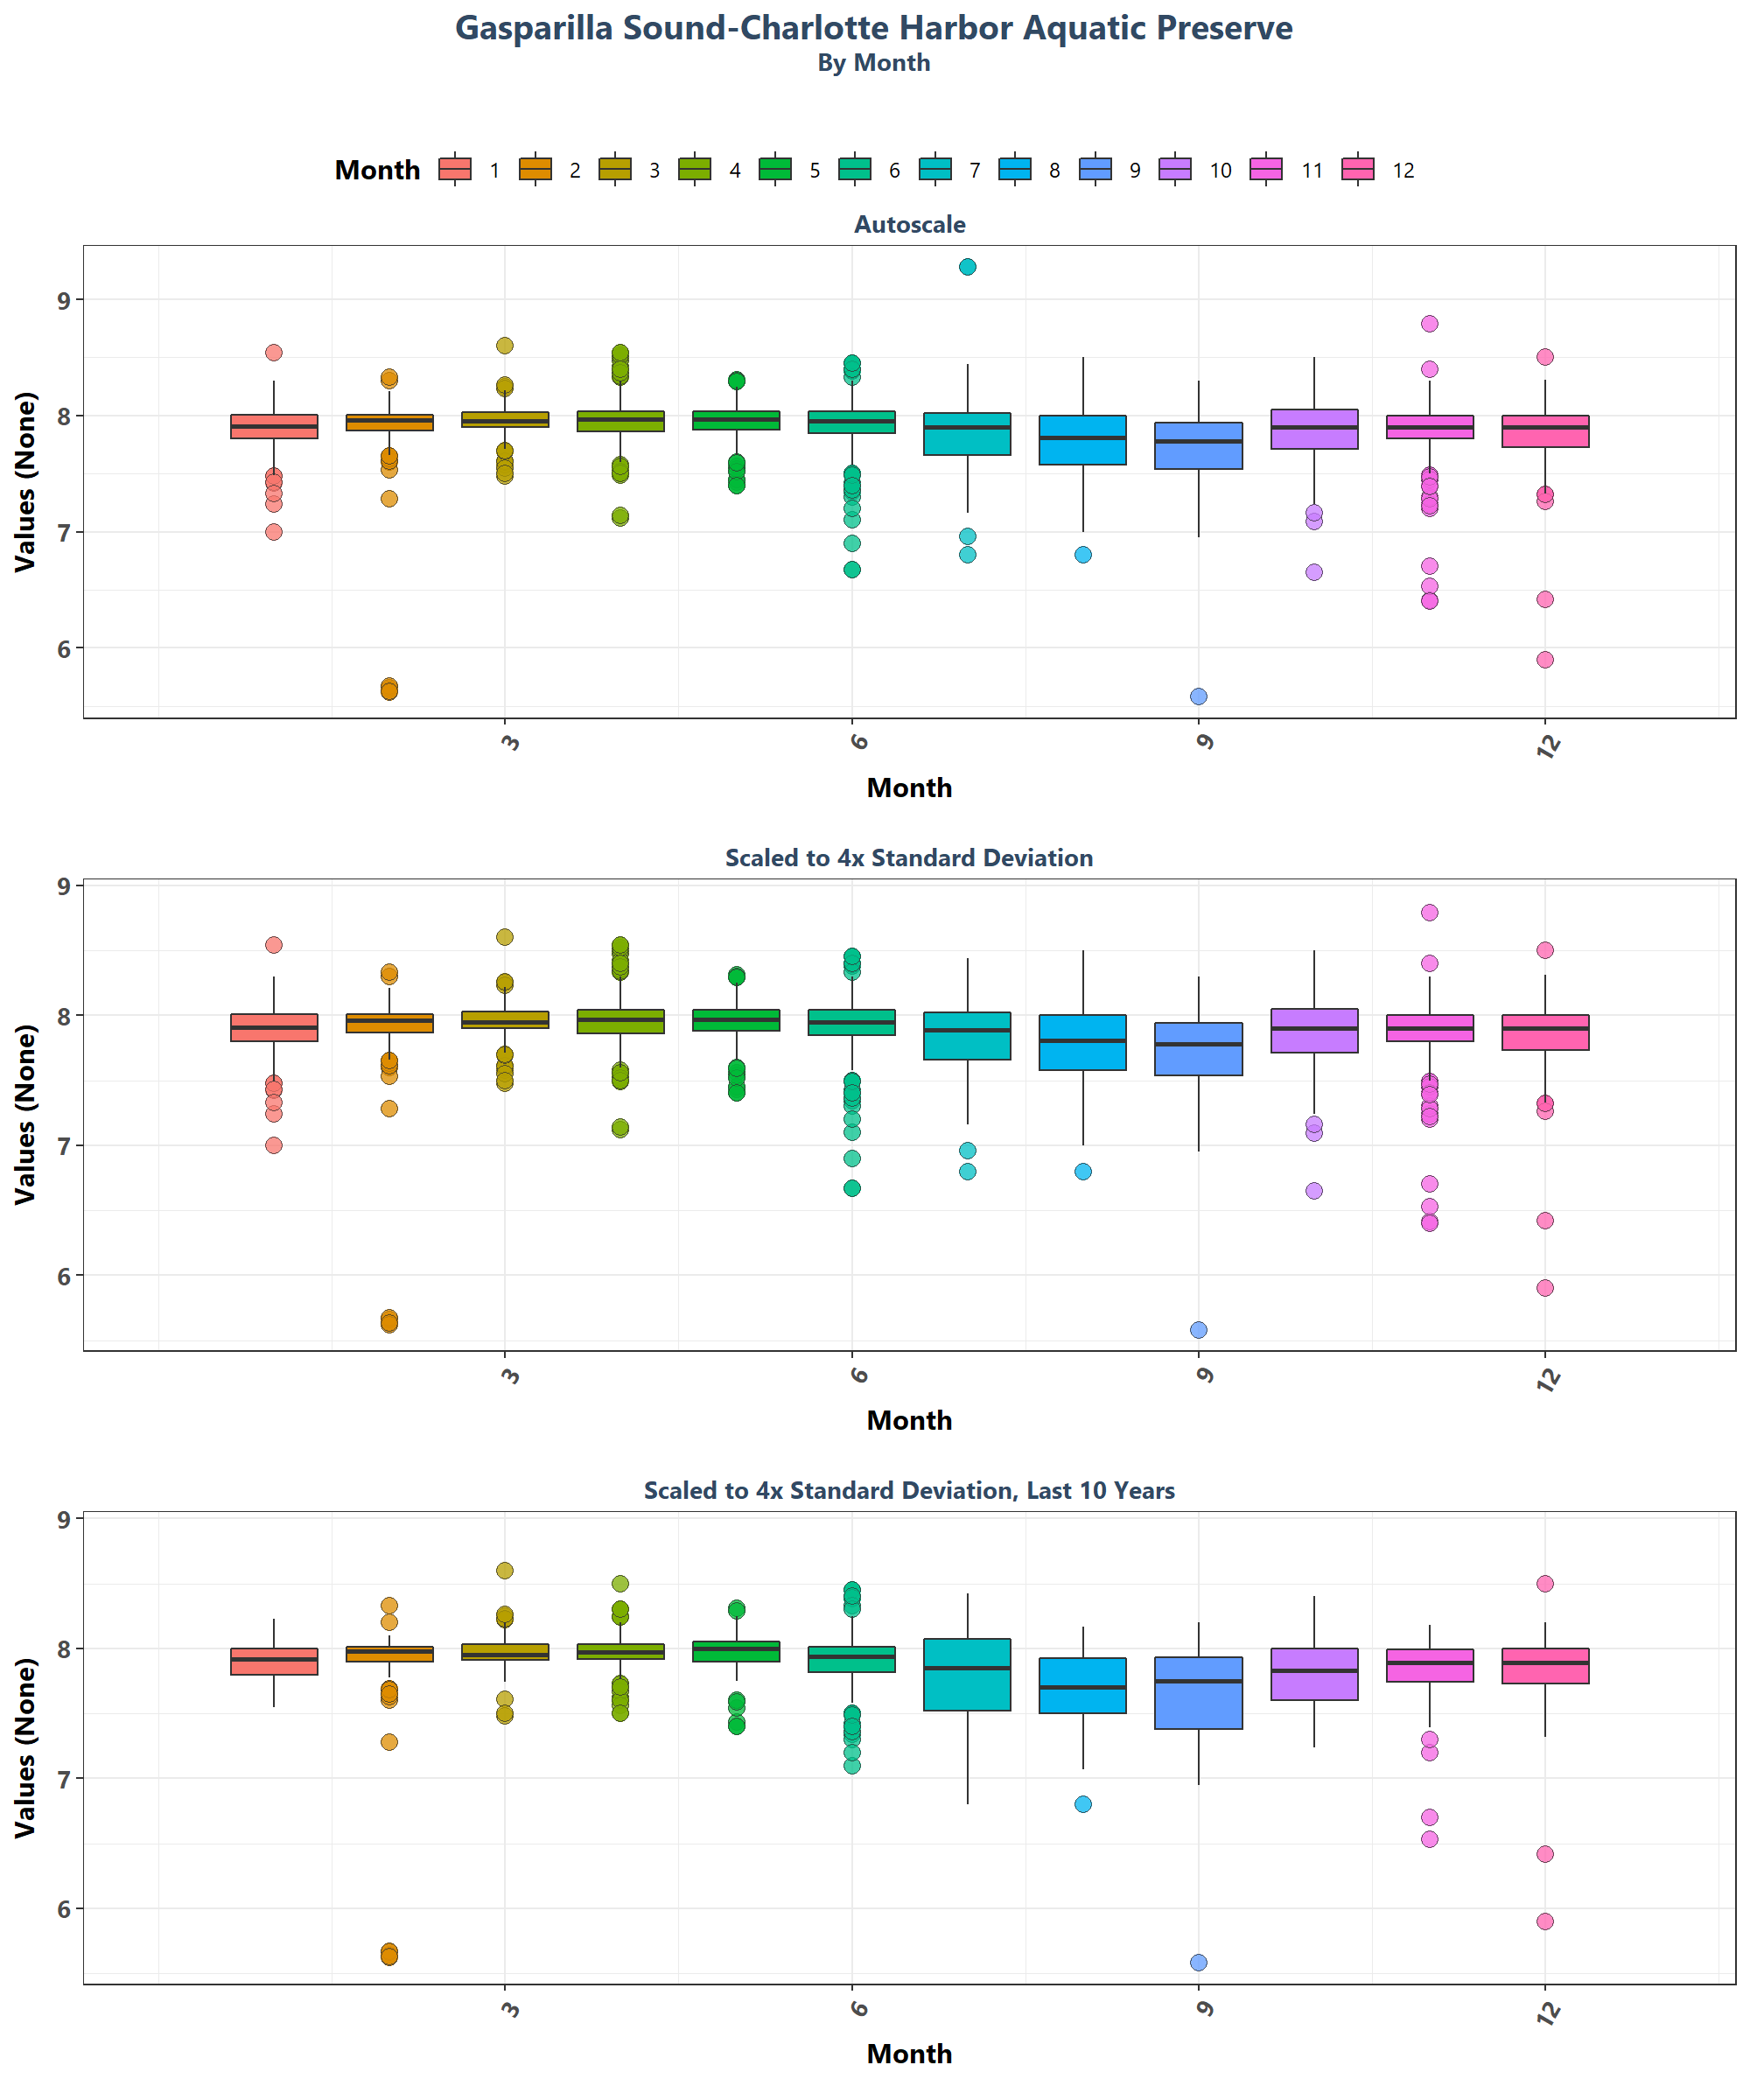 Gasparilla Sound-Charlotte Harbor Aquatic Preserve
By Month
Month 1 2 3 4 5 6 7 8 9 10 11 12
Autoscale
Values (None)
9
8
7
6
3 6 9 12
Month
Scaled to 4x Standard Deviation
Values (None)
9
8
7
6
3 6 9 12
Month
Scaled to 4x Standard Deviation, Last 10 Years
Values (None)
9
8
7
6
3 6 9 12
Month